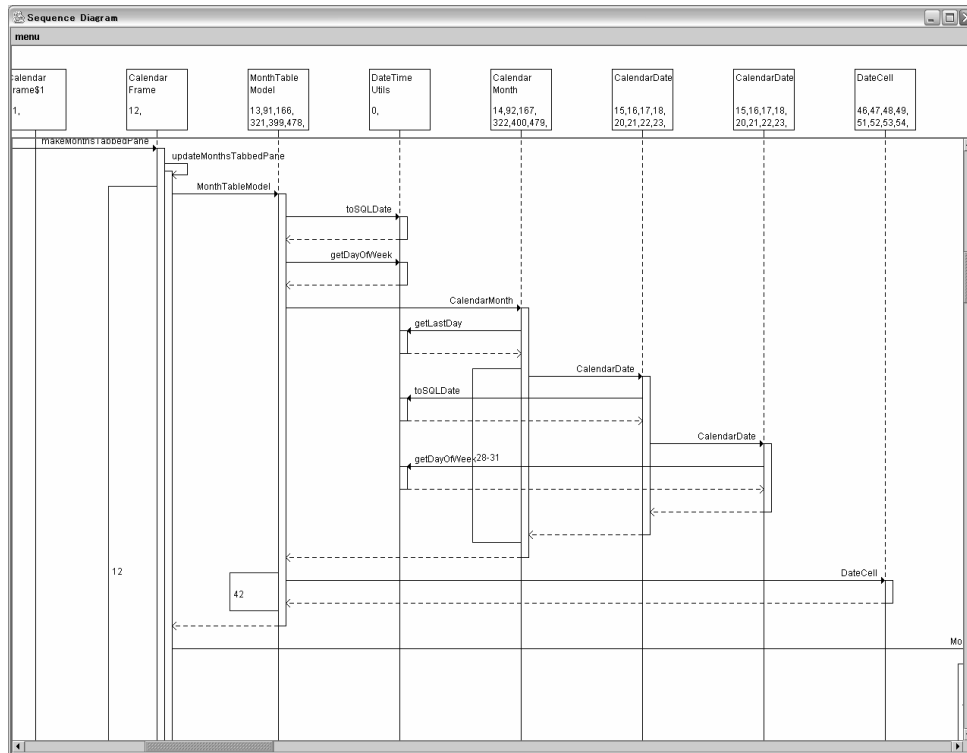 Sequence Diagram
menu
Calendar
Frame$1
1,
Calendar
Frame
12,
MonthTable
Model
13,91,166,
321,399,478,
DateTime
Utils
0,
Calendar
Month
14,92,167,
322,400,479,
CalendarDate
15,16,17,18,
20,21,22,23,
CalendarDate
15,16,17,18,
20,21,22,23,
DateCell
46,47,48,49,
51,52,53,54,
makeMonthsTabbedPane
updateMonthsTabbedPane
MonthTableModel
toSQLDate
getDayOfWeek
CalendarMonth
getLastDay
CalendarDate
toSQLDate
CalendarDate
getDayOfWeek
28-31
12
DateCell
42
Mo